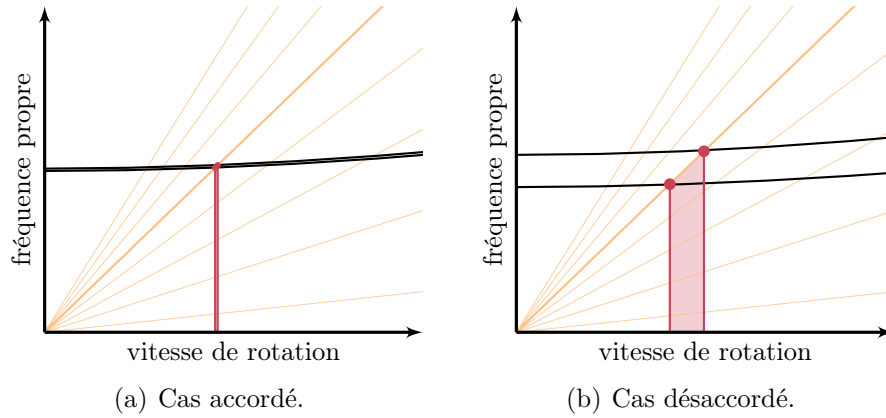 fréquence propre
vitesse de rotation
(a) Cas accordé.
fréquence propre
vitesse de rotation
(b) Cas désaccordé.